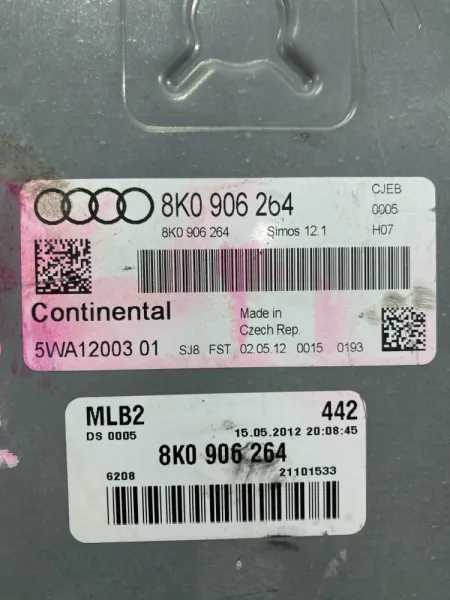 8K0 906 264 CJEB
8K0 906 264 Simos 12.1 0005
H07
Continental Made in
Czech Rep.
5WA12003 01 SJ8 FST 02.05.12 0015 0193
MLB2 442
DS 0005 15.05.2012 20:08:45
8K0 906 264
6208 21101533